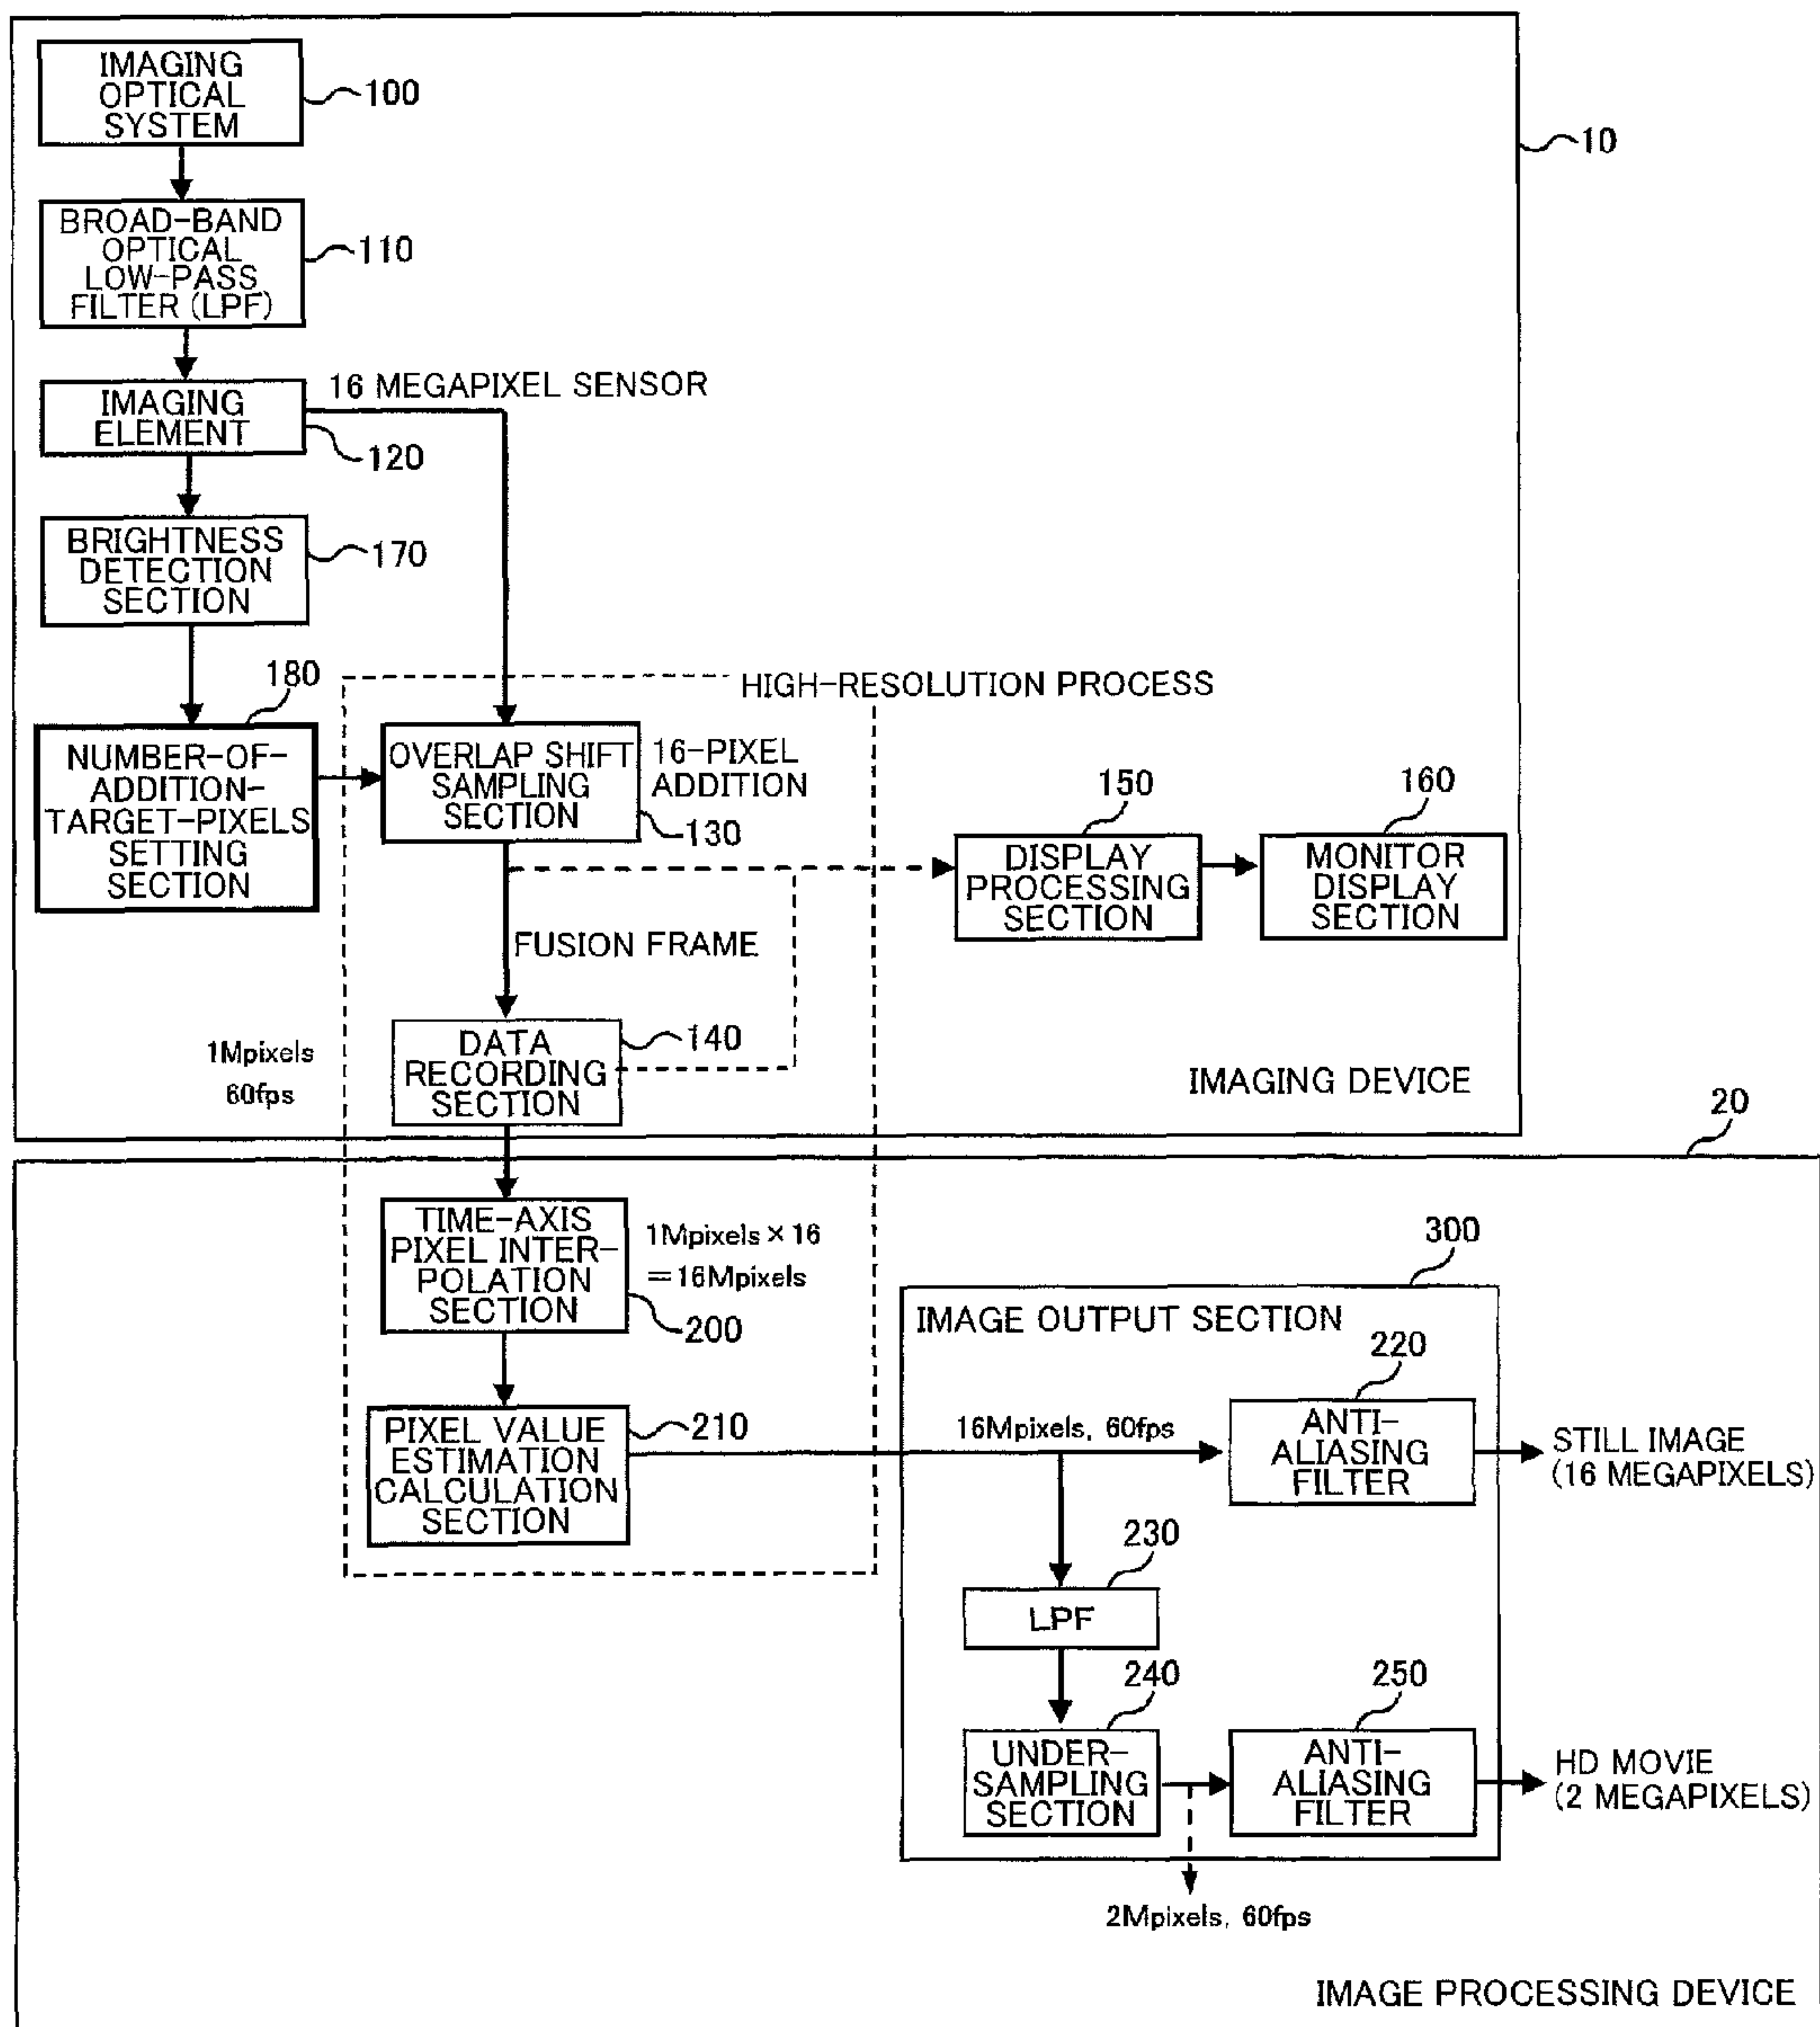 IMAGING
OPTICAL
SYSTEM
100
10
BROAD-BAND
OPTICAL
LOW-PASS
FILTER (LPF)
110
16 MEGAPIXEL SENSOR
IMAGING
ELEMENT
120
BRIGHTNESS
DETECTION
SECTION
170
180
HIGH-RESOLUTION PROCESS
NUMBER-OF-
ADDITION-
TARGET-PIXELS
SETTING
SECTION
OVERLAP SHIFT
SAMPLING
SECTION
16-PIXEL
ADDITION
130
150
160
DISPLAY
PROCESSING
SECTION
MONITOR
DISPLAY
SECTION
FUSION FRAME
DATA
RECORDING
SECTION
140
1Mpixels
60fps
IMAGING DEVICE
20
TIME-AXIS
PIXEL INTER-
POLATION
SECTION
1Mpixels × 16
= 16Mpixels
200
300
IMAGE OUTPUT SECTION
220
PIXEL VALUE
ESTIMATION
CALCULATION
SECTION
210
16Mpixels, 60fps
ANTI-
ALIASING
FILTER
STILL IMAGE
(16 MEGAPIXELS)
230
LPF
240
250
UNDER-
SAMPLING
SECTION
ANTI-
ALIASING
FILTER
HD MOVIE
(2 MEGAPIXELS)
2Mpixels, 60fps
IMAGE PROCESSING DEVICE